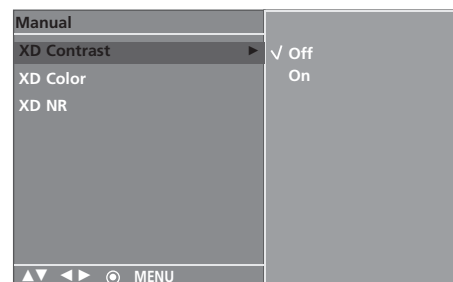 Manual
XD Contrast ► √ Off
XD Color On
XD NR
▲▼ ◄► ⊙ MENU